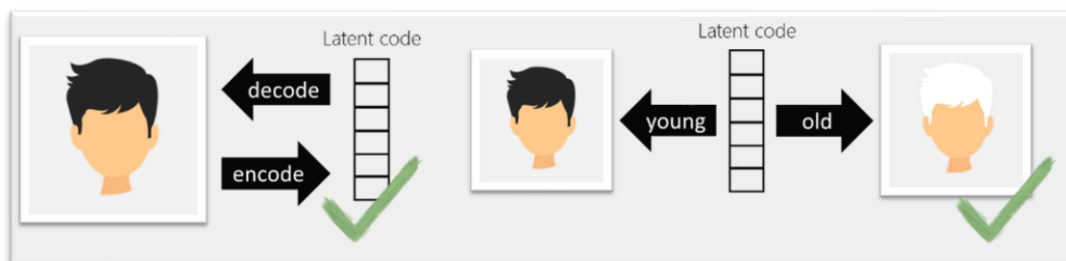 Latent code
decode
encode
Latent code
young
old